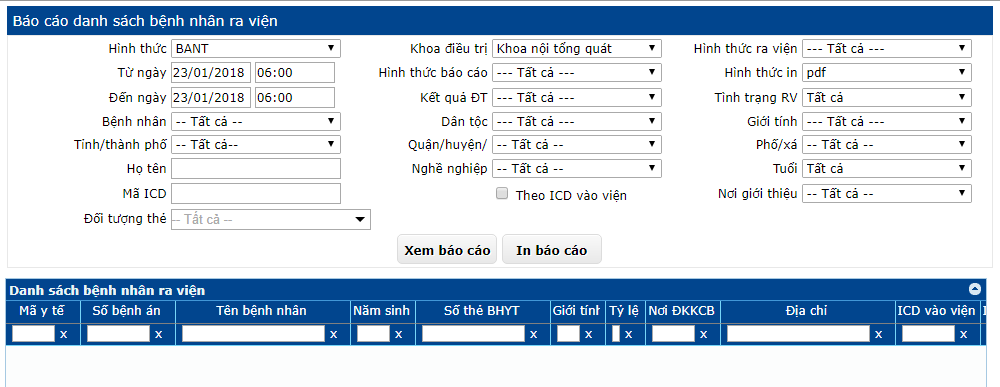 Báo cáo danh sách bệnh nhân ra viện
Hình thức BANT Khoa điều trị Khoa nội tổng quát Hình thức ra viện --- Tất cả ---
Từ ngày 23/01/2018 06:00 Hình thức báo cáo --- Tất cả --- Hình thức in pdf
Đến ngày 23/01/2018 06:00 Kết quả ĐT --- Tất cả --- Tình trạng RV Tất cả
Bệnh nhân -- Tất cả -- Dân tộc --- Tất cả --- Giới tính --- Tất cả ---
Tỉnh/thành phố -- Tất cả-- Quận/huyện/ -- Tất cả -- Phố/xá -- Tất cả --
Họ tên Nghề nghiệp -- Tất cả -- Tuổi Tất cả
Mã ICD Theo ICD vào viện Nơi giới thiệu -- Tất cả --
Đối tượng thẻ -- Tất cả --
Xem báo cáo In báo cáo
Danh sách bệnh nhân ra viện
Mã y tế Số bệnh án Tên bệnh nhân Năm sinh Số thẻ BHYT Giới tính Tỷ lệ Nơi ĐKKCB Địa chỉ ICD vào viện
x x x x x x x x x x